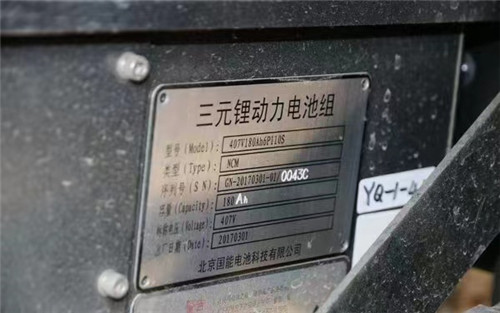 三元锂动力电池组
型号(Model): 407V180Ah6P110S
类型(Type): NCM
序列号(SN): GN-20170301-01/0043C
容量(Capacity): 180Ah
标称电压(Voltage): 407V
出厂日期(Date): 20170301
北京国能电池科技有限公司
YQ-1-4